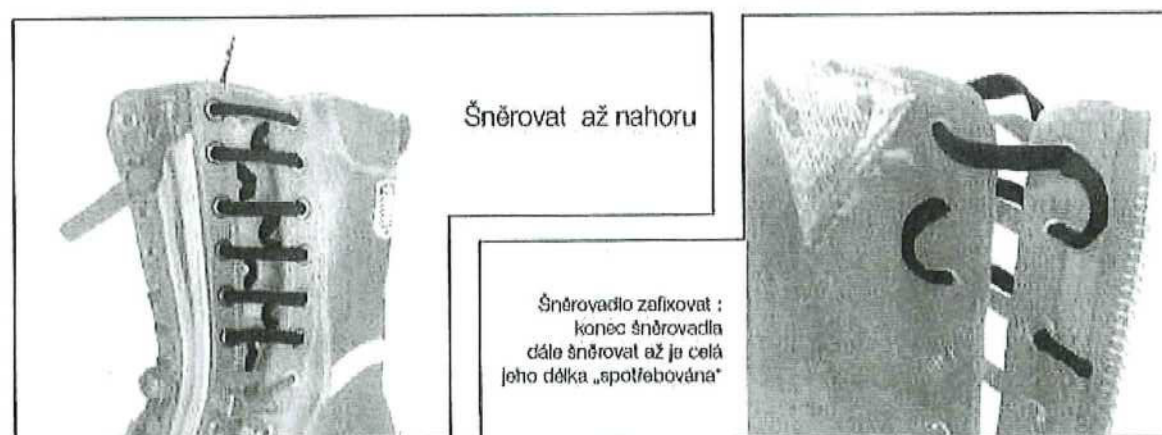 Šněrovat až nahoru
Šněrovadlo zafixovat :
konec šněrovadla
dále šněrovat až je celá
jeho délka „spotřebována"